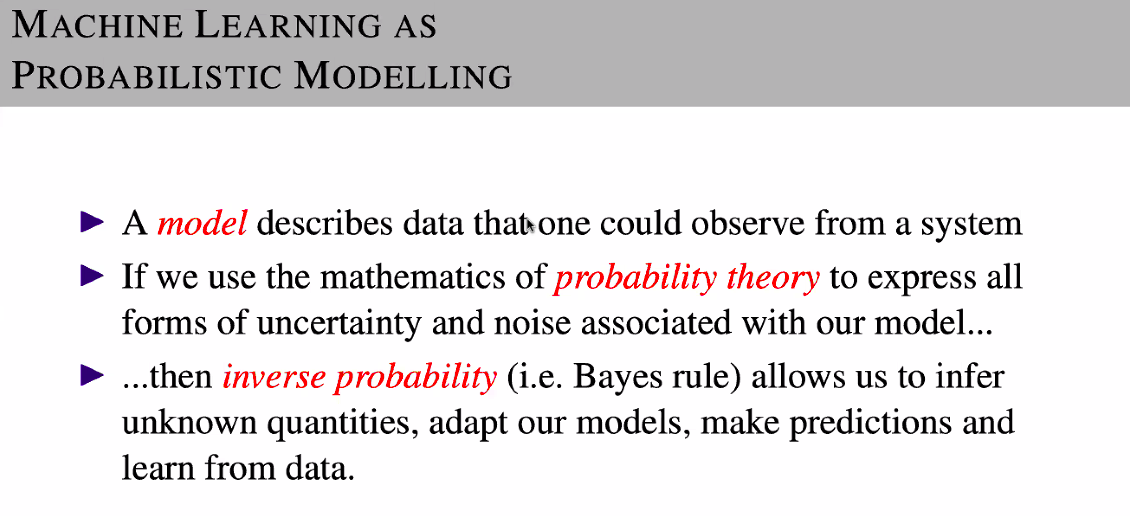 MACHINE LEARNING AS
PROBABILISTIC MODELLING
A model describes data that one could observe from a system
If we use the mathematics of probability theory to express all
forms of uncertainty and noise associated with our model...
...then inverse probability (i.e. Bayes rule) allows us to infer
unknown quantities, adapt our models, make predictions and
learn from data.